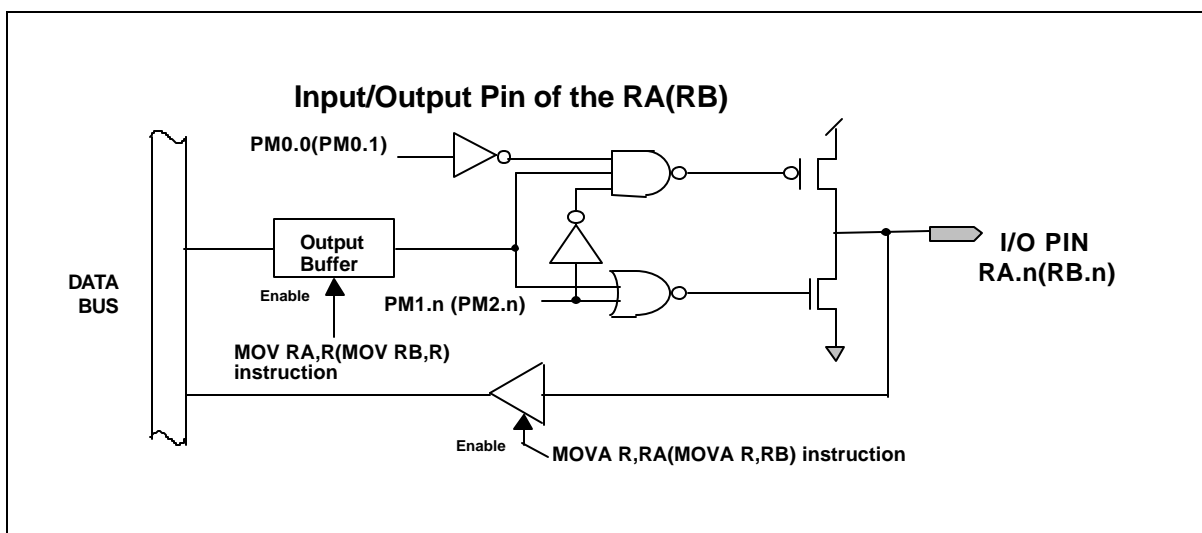 Input/Output Pin of the RA(RB)
PM0.0(PM0.1)
Output
Buffer
DATA
BUS
Enable
PM1.n (PM2.n)
I/O PIN
RA.n(RB.n)
MOV RA,R(MOV RB,R)
instruction
Enable
MOVA R,RA(MOVA R,RB) instruction